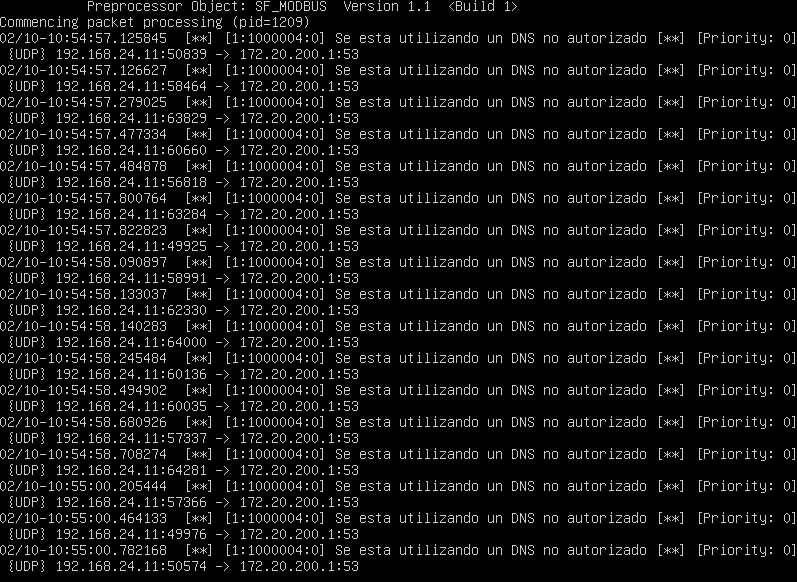 Preprocessor Object: SF_MODBUS  Version 1.1  <Build 1>
Commencing packet processing (pid=1209)
02/10-10:54:57.125845  [**] [1:1000004:0] Se esta utilizando un DNS no autorizado [**] [Priority: 0]
{UDP} 192.168.24.11:50839 -> 172.20.200.1:53
02/10-10:54:57.126627  [**] [1:1000004:0] Se esta utilizando un DNS no autorizado [**] [Priority: 0]
{UDP} 192.168.24.11:58464 -> 172.20.200.1:53
02/10-10:54:57.279025  [**] [1:1000004:0] Se esta utilizando un DNS no autorizado [**] [Priority: 0]
{UDP} 192.168.24.11:63829 -> 172.20.200.1:53
02/10-10:54:57.477334  [**] [1:1000004:0] Se esta utilizando un DNS no autorizado [**] [Priority: 0]
{UDP} 192.168.24.11:60660 -> 172.20.200.1:53
02/10-10:54:57.484878  [**] [1:1000004:0] Se esta utilizando un DNS no autorizado [**] [Priority: 0]
{UDP} 192.168.24.11:56818 -> 172.20.200.1:53
02/10-10:54:57.800764  [**] [1:1000004:0] Se esta utilizando un DNS no autorizado [**] [Priority: 0]
{UDP} 192.168.24.11:63284 -> 172.20.200.1:53
02/10-10:54:57.822823  [**] [1:1000004:0] Se esta utilizando un DNS no autorizado [**] [Priority: 0]
{UDP} 192.168.24.11:49925 -> 172.20.200.1:53
02/10-10:54:58.090897  [**] [1:1000004:0] Se esta utilizando un DNS no autorizado [**] [Priority: 0]
{UDP} 192.168.24.11:58991 -> 172.20.200.1:53
02/10-10:54:58.133037  [**] [1:1000004:0] Se esta utilizando un DNS no autorizado [**] [Priority: 0]
{UDP} 192.168.24.11:62330 -> 172.20.200.1:53
02/10-10:54:58.140283  [**] [1:1000004:0] Se esta utilizando un DNS no autorizado [**] [Priority: 0]
{UDP} 192.168.24.11:64000 -> 172.20.200.1:53
02/10-10:54:58.245484  [**] [1:1000004:0] Se esta utilizando un DNS no autorizado [**] [Priority: 0]
{UDP} 192.168.24.11:60136 -> 172.20.200.1:53
02/10-10:54:58.494902  [**] [1:1000004:0] Se esta utilizando un DNS no autorizado [**] [Priority: 0]
{UDP} 192.168.24.11:60035 -> 172.20.200.1:53
02/10-10:54:58.680926  [**] [1:1000004:0] Se esta utilizando un DNS no autorizado [**] [Priority: 0]
{UDP} 192.168.24.11:57337 -> 172.20.200.1:53
02/10-10:54:58.708274  [**] [1:1000004:0] Se esta utilizando un DNS no autorizado [**] [Priority: 0]
{UDP} 192.168.24.11:64281 -> 172.20.200.1:53
02/10-10:55:00.205444  [**] [1:1000004:0] Se esta utilizando un DNS no autorizado [**] [Priority: 0]
{UDP} 192.168.24.11:57366 -> 172.20.200.1:53
02/10-10:55:00.464133  [**] [1:1000004:0] Se esta utilizando un DNS no autorizado [**] [Priority: 0]
{UDP} 192.168.24.11:49976 -> 172.20.200.1:53
02/10-10:55:00.782168  [**] [1:1000004:0] Se esta utilizando un DNS no autorizado [**] [Priority: 0]
{UDP} 192.168.24.11:50574 -> 172.20.200.1:53